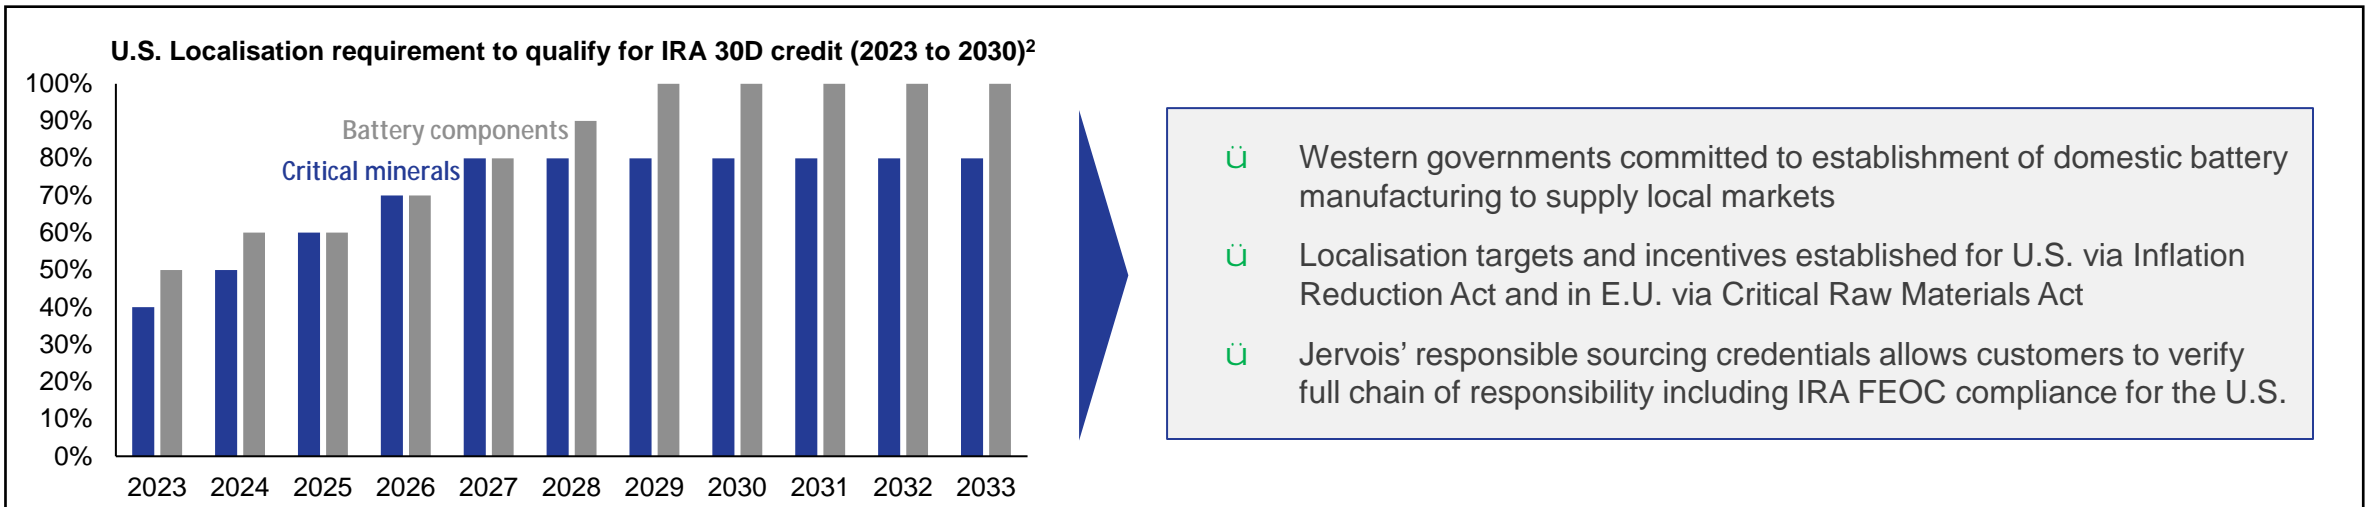 U.S. Localisation requirement to qualify for IRA 30D credit (2023 to 2030)2
100%
90%
80%
70%
60%
50%
40%
30%
20%
10%
0%
Battery components
Critical minerals
2023 2024 2025 2026 2027 2028 2029 2030 2031 2032 2033
ü Western governments committed to establishment of domestic battery
manufacturing to supply local markets
ü Localisation targets and incentives established for U.S. via Inflation
Reduction Act and in E.U. via Critical Raw Materials Act
ü Jervois’ responsible sourcing credentials allows customers to verify
full chain of responsibility including IRA FEOC compliance for the U.S.